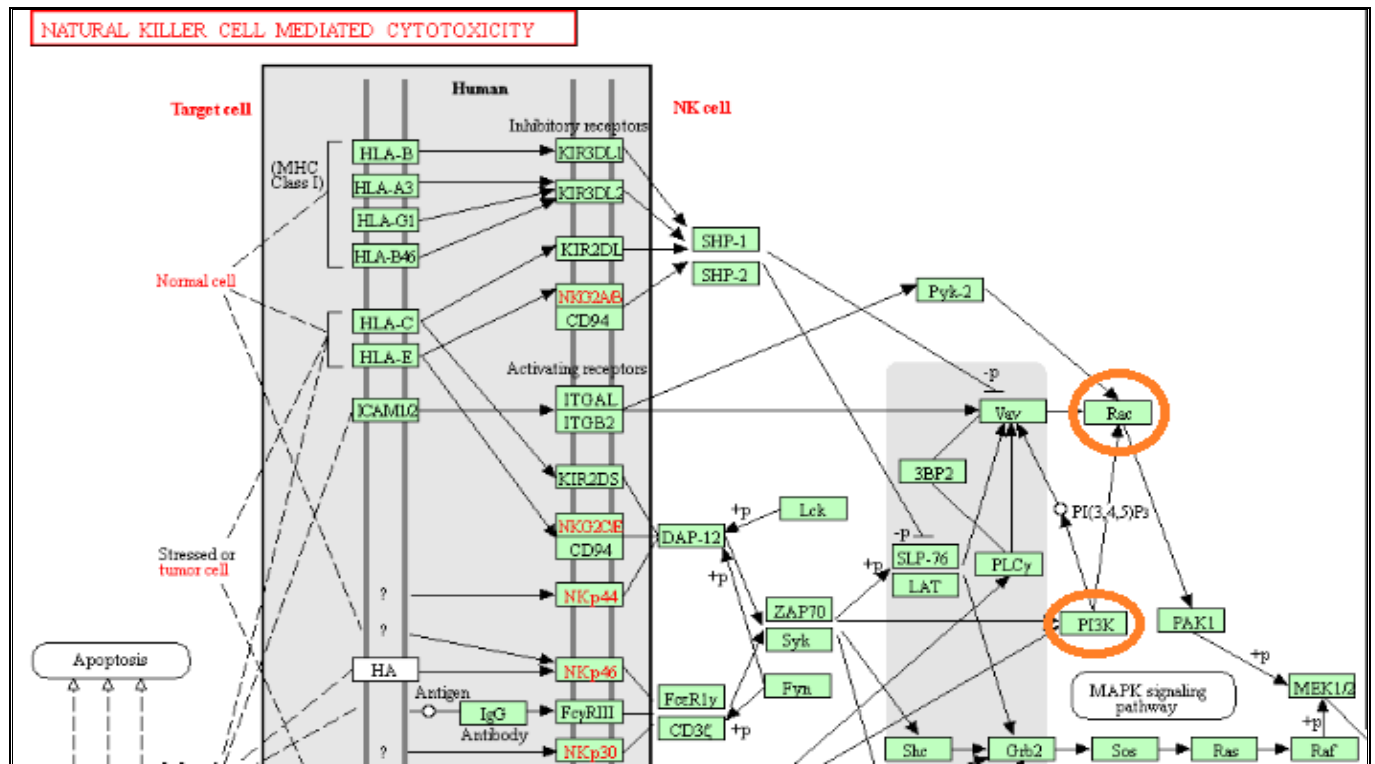 NATURAL KILLER CELL MEDIATED CYTOTOXICITY
Human
Target cell
NK cell
Inhibitory receptors
HLA-B
KIR3DL1
(MHC
Class I)
HLA-A3
KIR3DL2
HLA-G1
HLA-B46
KIR2DL
SHP-1
SHP-2
Normal cell
NKG2A/B
CD94
Pyk-2
HLA-C
HLA-E
Activating receptors
-p
ICAM1/2
ITGAL
ITGB2
Vav
Rac
KIR2DS
3BP2
NKG2C/E
CD94
DAP-12
+p
Lck
PI(3,4,5)P3
-p
Stressed or
tumor cell
+p
+p
SLP-76
LAT
PLCγ
?
NKp44
ZAP70
Syk
PI3K
PAK1
?
Apoptosis
HA
NKp46
Fyn
+p
Antigen
IgG
Antibody
FcγRIII
FcεR1γ
CD3ζ
+p
MAPK signaling
pathway
MEK1/2
+p
?
NKp30
Shc
Grb2
Sos
Ras
Raf